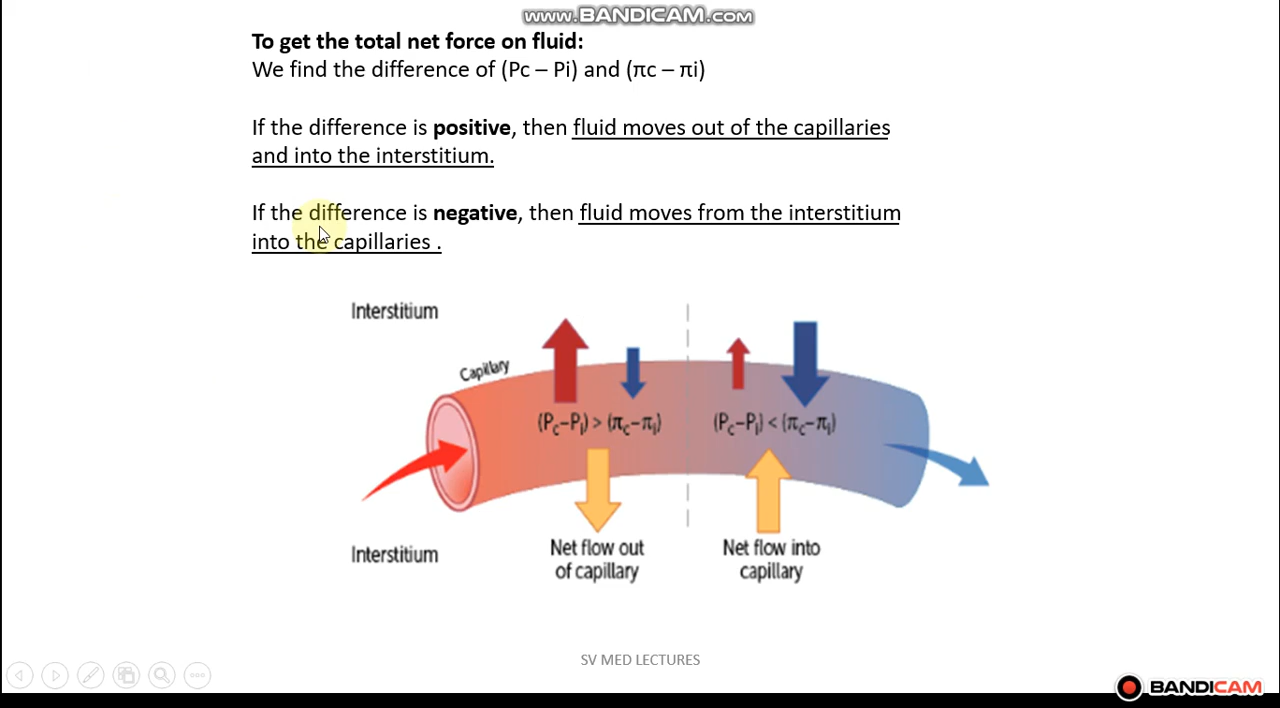 www.BANDICAM.com
To get the total net force on fluid:
We find the difference of (Pc – Pi) and (πc – πi)
If the difference is positive, then fluid moves out of the capillaries
and into the interstitium.
If the difference is negative, then fluid moves from the interstitium
into the capillaries .
Interstitium
Capillary
(Pc–Pi) > (πc–πi)
(Pc–Pi) < (πc–πi)
Interstitium
Net flow out
of capillary
Net flow into
capillary
SV MED LECTURES
BANDICAM